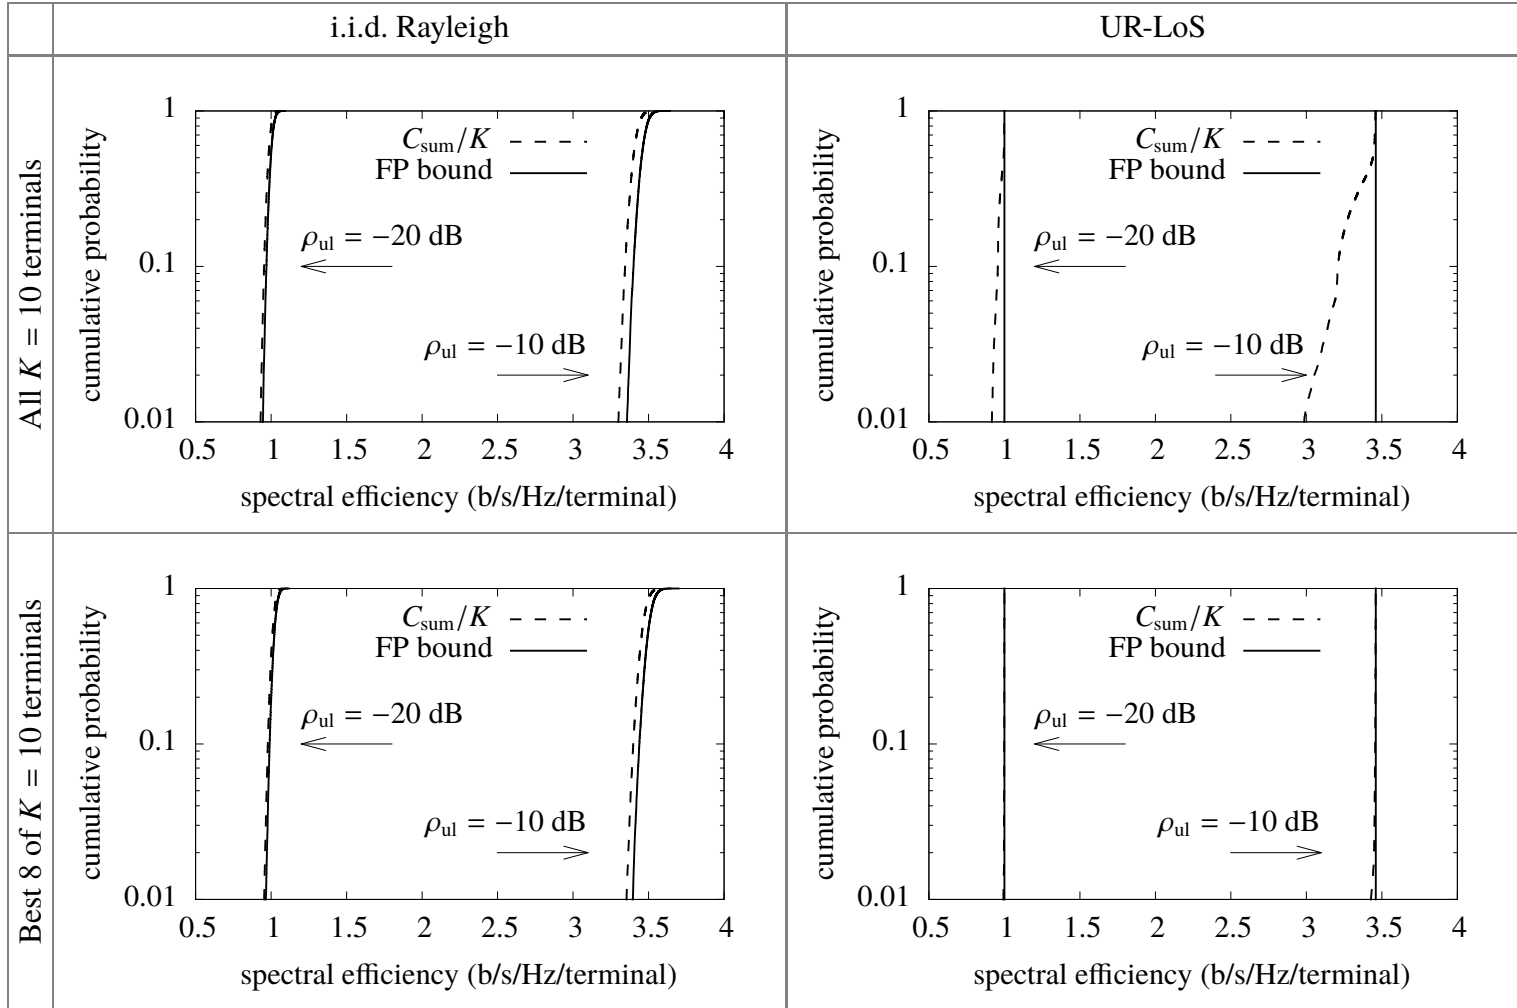 i.i.d. Rayleigh
UR-LoS
All K = 10 terminals
cumulative probability
1
0.1
0.01
C_sum/K
FP bound
ρ_ul = −20 dB
ρ_ul = −10 dB
0.5 1 1.5 2 2.5 3 3.5 4
spectral efficiency (b/s/Hz/terminal)
cumulative probability
1
0.1
0.01
C_sum/K
FP bound
ρ_ul = −20 dB
ρ_ul = −10 dB
0.5 1 1.5 2 2.5 3 3.5 4
spectral efficiency (b/s/Hz/terminal)
Best 8 of K = 10 terminals
cumulative probability
1
0.1
0.01
C_sum/K
FP bound
ρ_ul = −20 dB
ρ_ul = −10 dB
0.5 1 1.5 2 2.5 3 3.5 4
spectral efficiency (b/s/Hz/terminal)
cumulative probability
1
0.1
0.01
C_sum/K
FP bound
ρ_ul = −20 dB
ρ_ul = −10 dB
0.5 1 1.5 2 2.5 3 3.5 4
spectral efficiency (b/s/Hz/terminal)